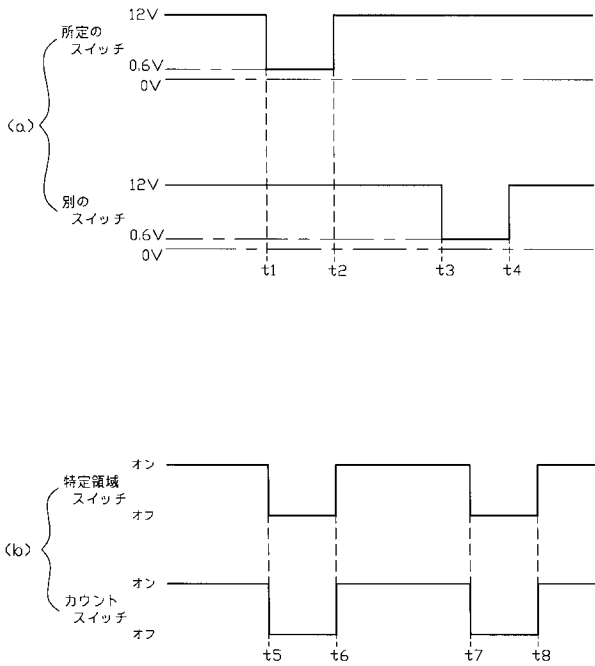 12V
所定の
スイッチ
0.6V
0V
(a)
12V
別の
スイッチ
0.6V
0V
t1 t2 t3 t4
オン
特定領域
スイッチ
オフ
(b)
オン
カウント
スイッチ
オフ
t5 t6 t7 t8